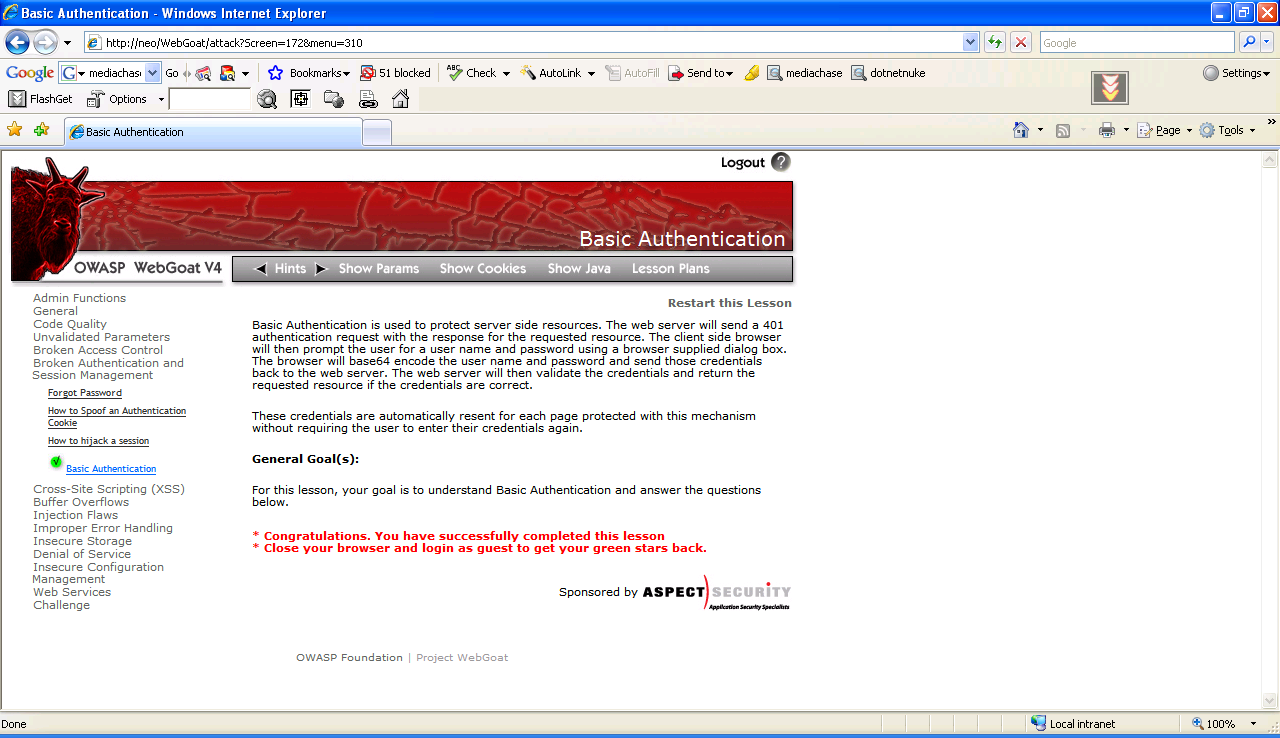 Basic Authentication - Windows Internet Explorer
http://neo/WebGoat/attack?Screen=172&menu=310
Google
Google G mediachas Go Bookmarks 51 blocked ABC Check AutoLink AutoFill Send to mediachase dotnetnuke Settings
FlashGet Options
Basic Authentication
Page Tools
Logout ?
Basic Authentication
OWASP WebGoat V4
Hints Show Params Show Cookies Show Java Lesson Plans
Admin Functions
General
Code Quality
Unvalidated Parameters
Broken Access Control
Broken Authentication and
Session Management
Forgot Password
How to Spoof an Authentication
Cookie
How to hijack a session
Basic Authentication
Cross-Site Scripting (XSS)
Buffer Overflows
Injection Flaws
Improper Error Handling
Insecure Storage
Denial of Service
Insecure Configuration
Management
Web Services
Challenge
Restart this Lesson
Basic Authentication is used to protect server side resources. The web server will send a 401
authentication request with the response for the requested resource. The client side browser
will then prompt the user for a user name and password using a browser supplied dialog box.
The browser will base64 encode the user name and password and send those credentials
back to the web server. The web server will then validate the credentials and return the
requested resource if the credentials are correct.
These credentials are automatically resent for each page protected with this mechanism
without requiring the user to enter their credentials again.
General Goal(s):
For this lesson, your goal is to understand Basic Authentication and answer the questions
below.
* Congratulations. You have successfully completed this lesson
* Close your browser and login as guest to get your green stars back.
Sponsored by ASPECT SECURITY
Application Security Specialists
OWASP Foundation | Project WebGoat
Done
Local intranet
100%